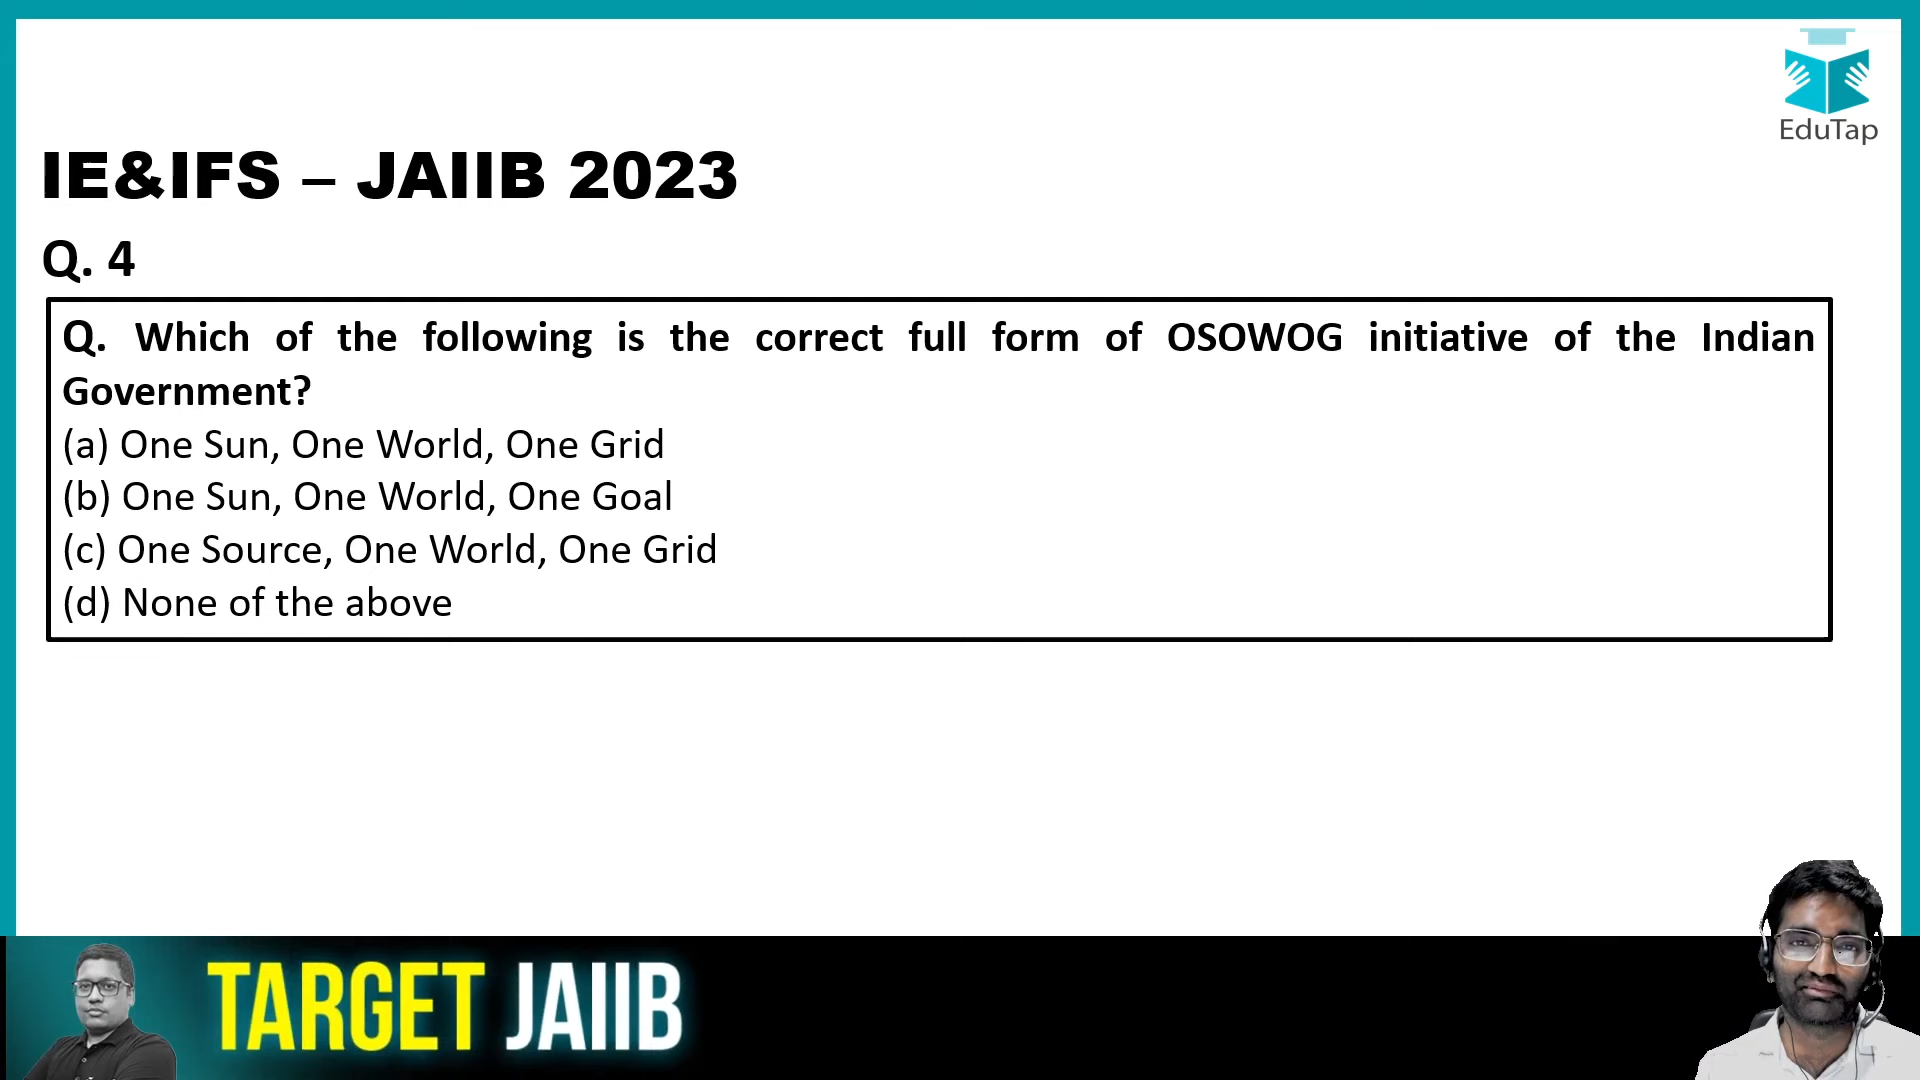 EduTap
IE&IFS – JAIIB 2023
Q. 4
Q. Which of the following is the correct full form of OSOWOG initiative of the Indian
Government?
(a) One Sun, One World, One Grid
(b) One Sun, One World, One Goal
(c) One Source, One World, One Grid
(d) None of the above
TARGET JAIIB